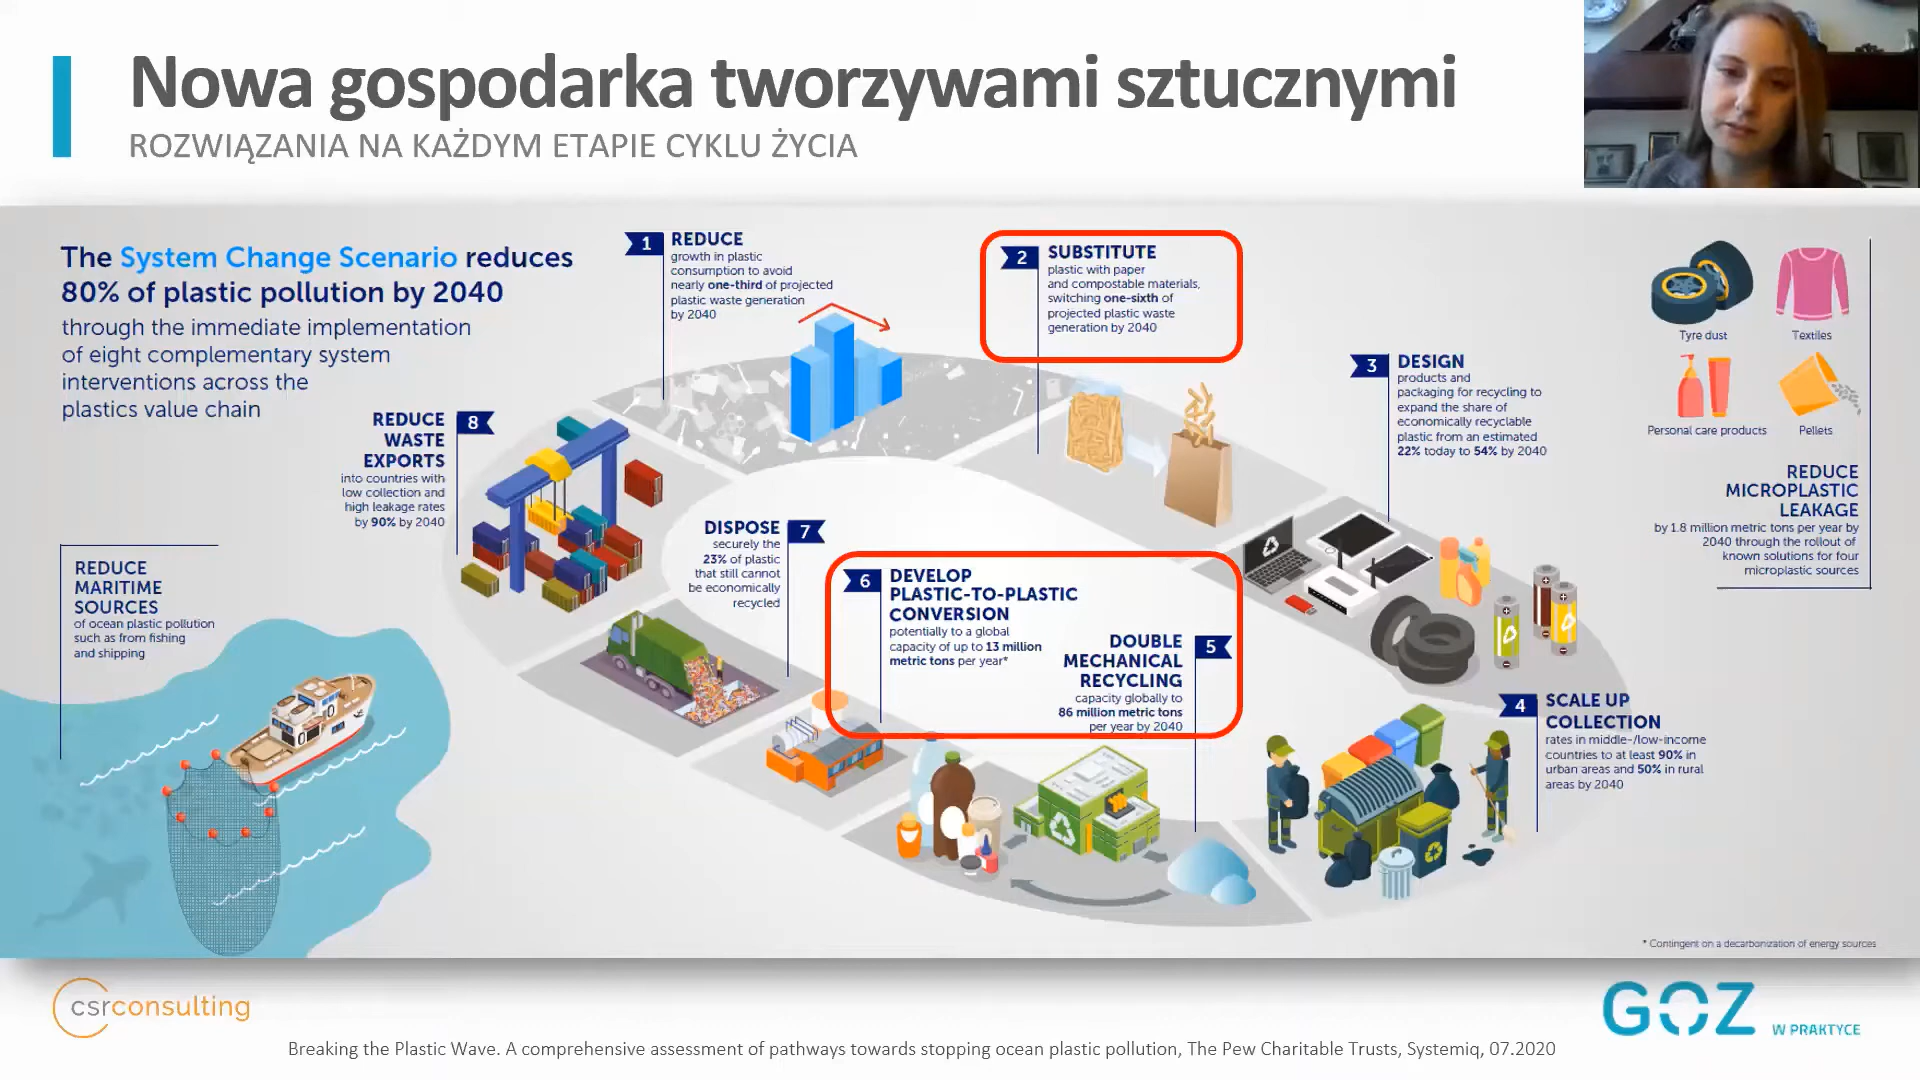 Nowa gospodarka tworzywami sztucznymi
ROZWIĄZANIA NA KAŻDYM ETAPIE CYKLU ŻYCIA
The System Change Scenario reduces
80% of plastic pollution by 2040
through the immediate implementation
of eight complementary system
interventions across the
plastics value chain
1
REDUCE
growth in plastic
consumption to avoid
nearly one-third of projected
plastic waste generation
by 2040
2
SUBSTITUTE
plastic with paper
and compostable materials,
switching one-sixth of
projected plastic waste
generation by 2040
3
DESIGN
products and
packaging for recycling to
expand the share of
economically recyclable
plastic from an estimated
22% today to 54% by 2040
4
SCALE UP
COLLECTION
rates in middle-/low-income
countries to at least 90% in
urban areas and 50% in rural
areas by 2040
5
DOUBLE
MECHANICAL
RECYCLING
capacity globally to
86 million metric tons
per year by 2040
6
DEVELOP
PLASTIC-TO-PLASTIC
CONVERSION
potentially to a global
capacity of up to 13 million
metric tons per year*
7
DISPOSE
securely the
23% of plastic
that still cannot
be economically
recycled
8
REDUCE
WASTE
EXPORTS
into countries with
low collection and
high leakage rates
by 90% by 2040
REDUCE
MARITIME
SOURCES
of ocean plastic pollution
such as from fishing
and shipping
Tyre dust
Textiles
Personal care products
Pellets
REDUCE
MICROPLASTIC
LEAKAGE
by 1.8 million metric tons per year by
2040 through the rollout of
known solutions for four
microplastic sources
* Contingent on a decarbonization of energy sources
csrconsulting
GOZ
W PRAKTYCE
Breaking the Plastic Wave. A comprehensive assessment of pathways towards stopping ocean plastic pollution, The Pew Charitable Trusts, Systemiq, 07.2020